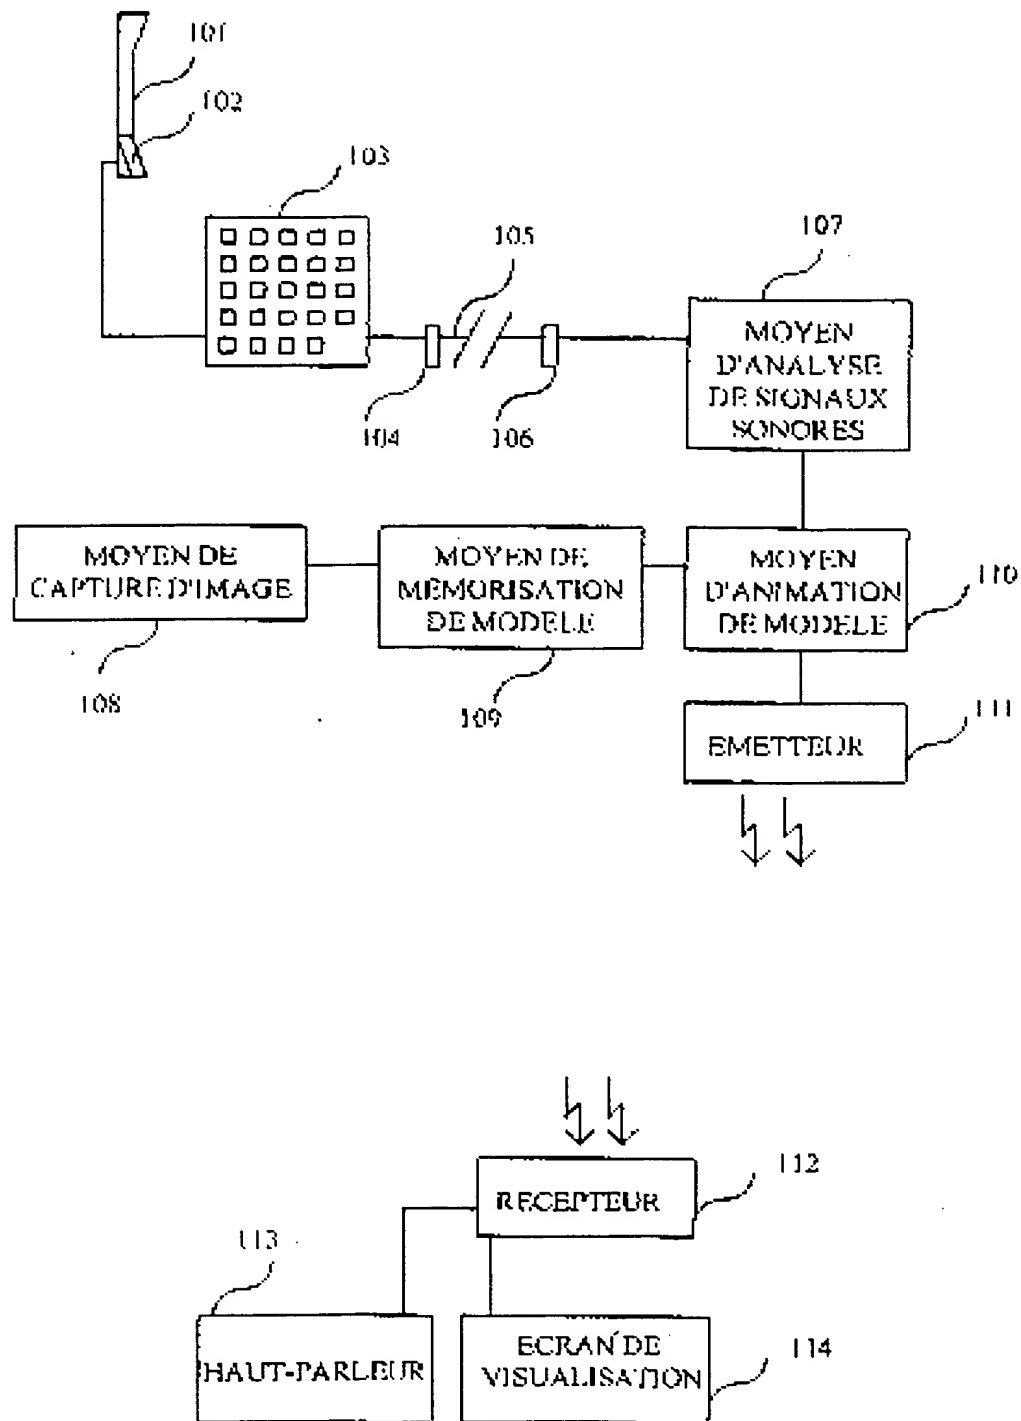 101
102
103
105
107
MOYEN
D'ANALYSE
DE SIGNAUX
SONORES
104
106
MOYEN DE
CAPTURE D'IMAGE
MOYEN DE
MEMORISATION
DE MODELE
MOYEN
D'ANIMATION
DE MODELE
110
108
109
111
EMETTEUR
112
RECEPTEUR
113
HAUT-PARLEUR
ECRAN DE
VISUALISATION
114